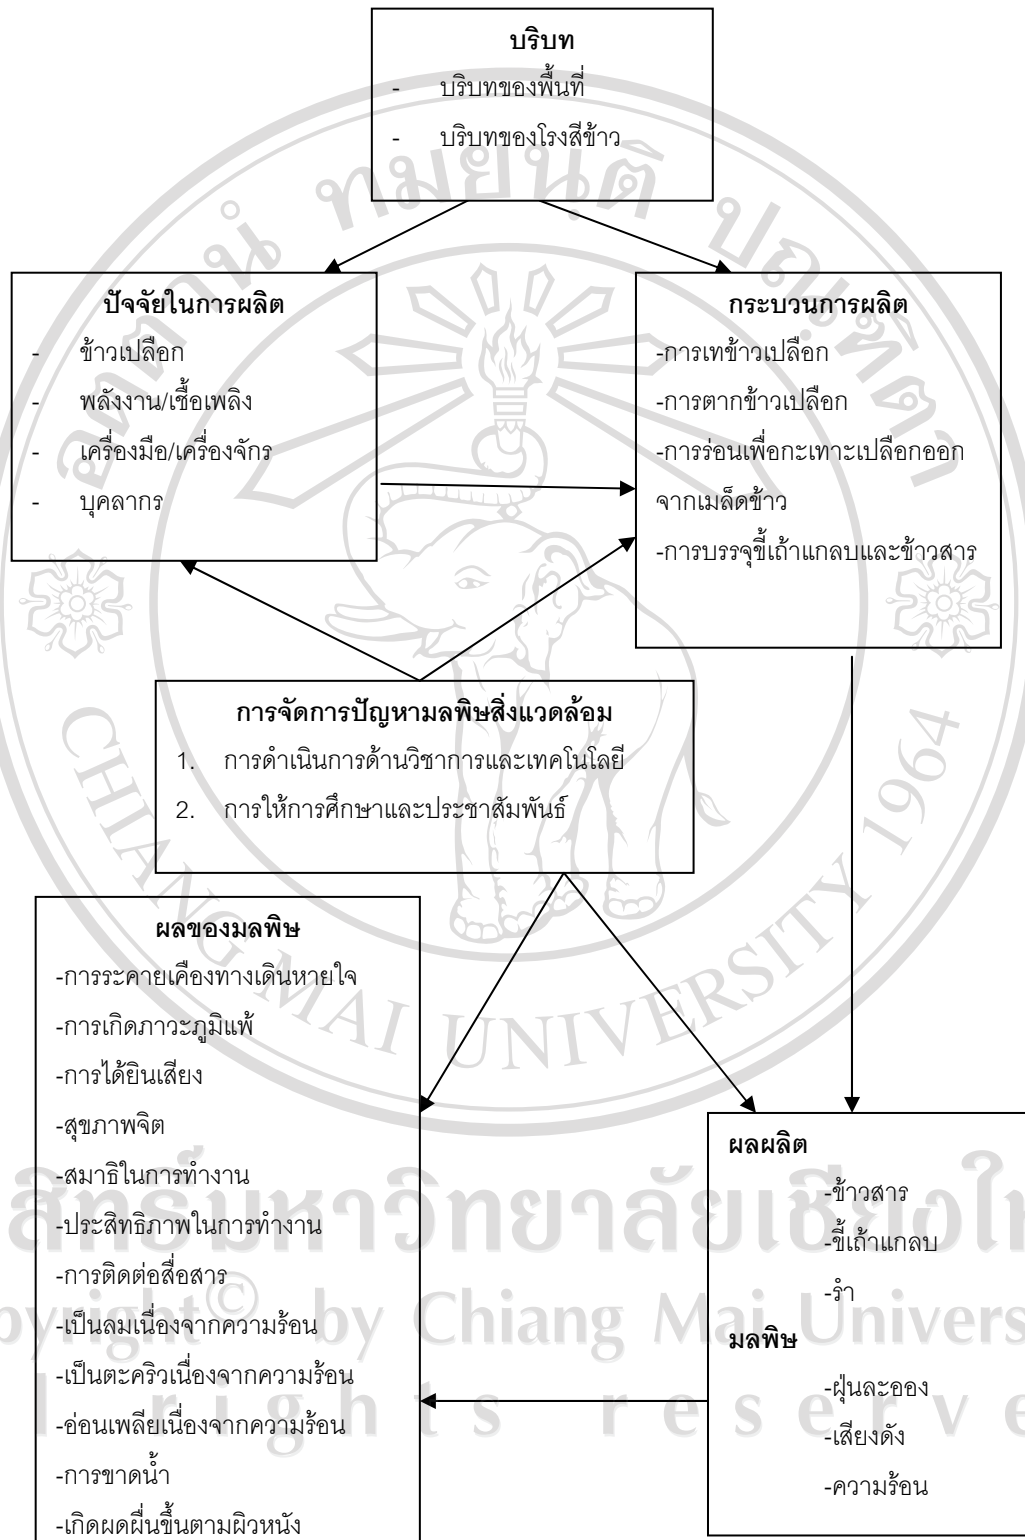 บริบท
- บริบทของพื้นที่
- บริบทของโรงสีข้าว
ปัจจัยในการผลิต
- ข้าวเปลือก
- พลังงาน/เชื้อเพลิง
- เครื่องมือ/เครื่องจักร
- บุคลากร
กระบวนการผลิต
-การเทข้าวเปลือก
-การตากข้าวเปลือก
-การร่อนเพื่อกะเทาะเปลือกออก
จากเมล็ดข้าว
-การบรรจุขี้เถ้าแกลบและข้าวสาร
การจัดการปัญหามลพิษสิ่งแวดล้อม
1. การดำเนินการด้านวิชาการและเทคโนโลยี
2. การให้การศึกษาและประชาสัมพันธ์
ผลของมลพิษ
-การระคายเคืองทางเดินหายใจ
-การเกิดภาวะภูมิแพ้
-การได้ยินเสียง
-สุขภาพจิต
-สมาธิในการทำงาน
-ประสิทธิภาพในการทำงาน
-การติดต่อสื่อสาร
-เป็นลมเนื่องจากความร้อน
-เป็นตะคริวเนื่องจากความร้อน
-อ่อนเพลียเนื่องจากความร้อน
-การขาดน้ำ
-เกิดผดผื่นขึ้นตามผิวหนัง
ผลผลิต
-ข้าวสาร
-ขี้เถ้าแกลบ
-รำ
มลพิษ
-ฝุ่นละออง
-เสียงดัง
-ความร้อน
อตฺตานํ ทมยนฺติ ปณฺฑิตา
CHIANG MAI UNIVERSITY 1964
สิทธิ์มหาวิทยาลัยเชียงให
pyright © by Chiang Mai Univers
l rights reserve